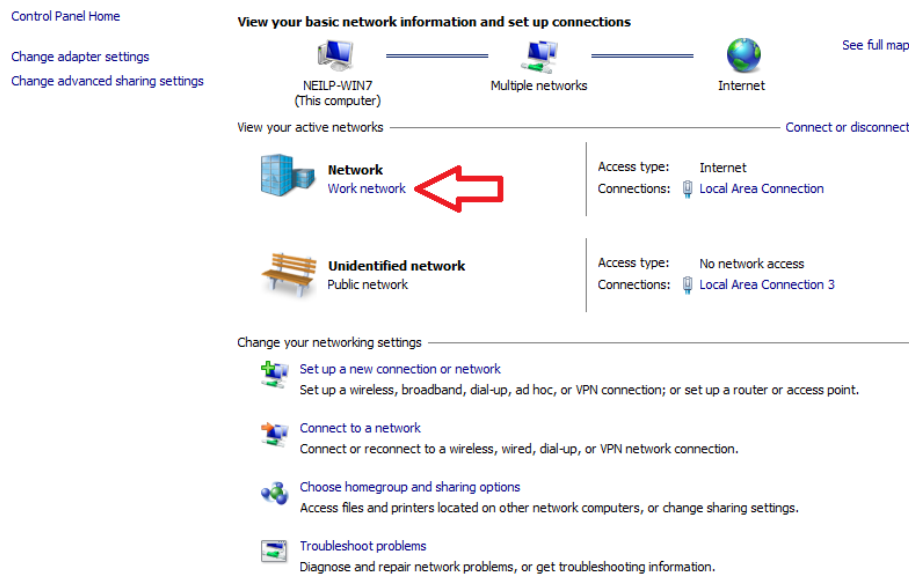 Control Panel Home
Change adapter settings
Change advanced sharing settings
View your basic network information and set up connections
See full map
NEILP-WIN7
(This computer)
Multiple networks
Internet
View your active networks
Connect or disconnect
Network
Work network
Access type: Internet
Connections: Local Area Connection
Unidentified network
Public network
Access type: No network access
Connections: Local Area Connection 3
Change your networking settings
Set up a new connection or network
Set up a wireless, broadband, dial-up, ad hoc, or VPN connection; or set up a router or access point.
Connect to a network
Connect or reconnect to a wireless, wired, dial-up, or VPN network connection.
Choose homegroup and sharing options
Access files and printers located on other network computers, or change sharing settings.
Troubleshoot problems
Diagnose and repair network problems, or get troubleshooting information.